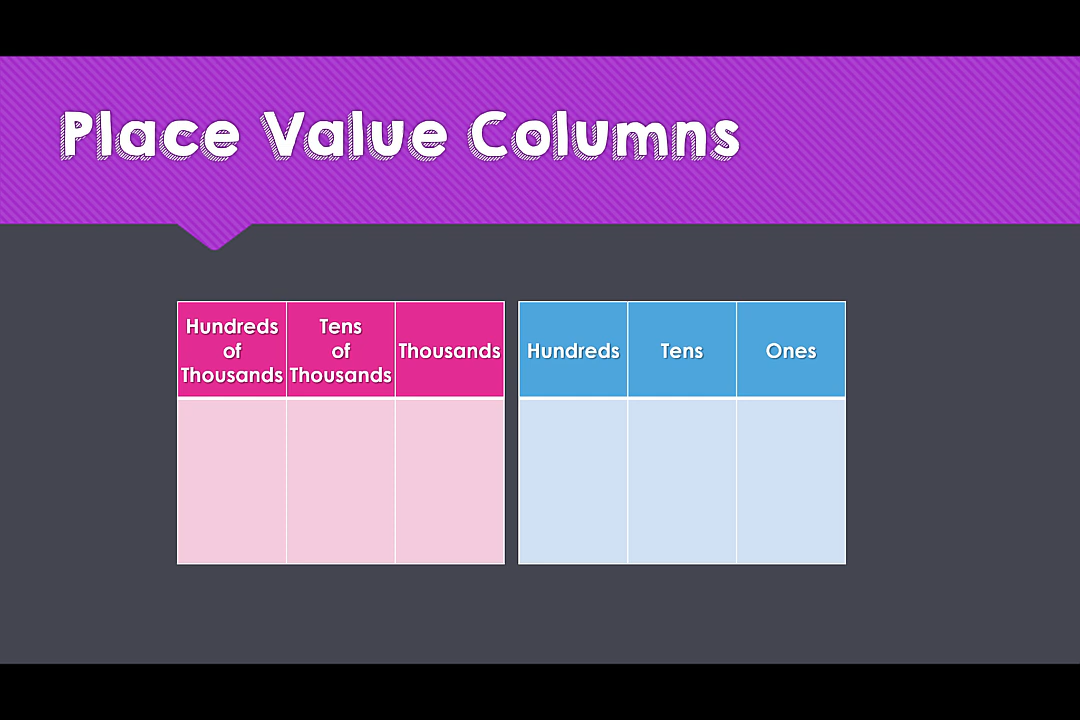 Place Value Columns
Hundreds
of
Thousands
Tens
of
Thousands
Thousands
Hundreds
Tens
Ones